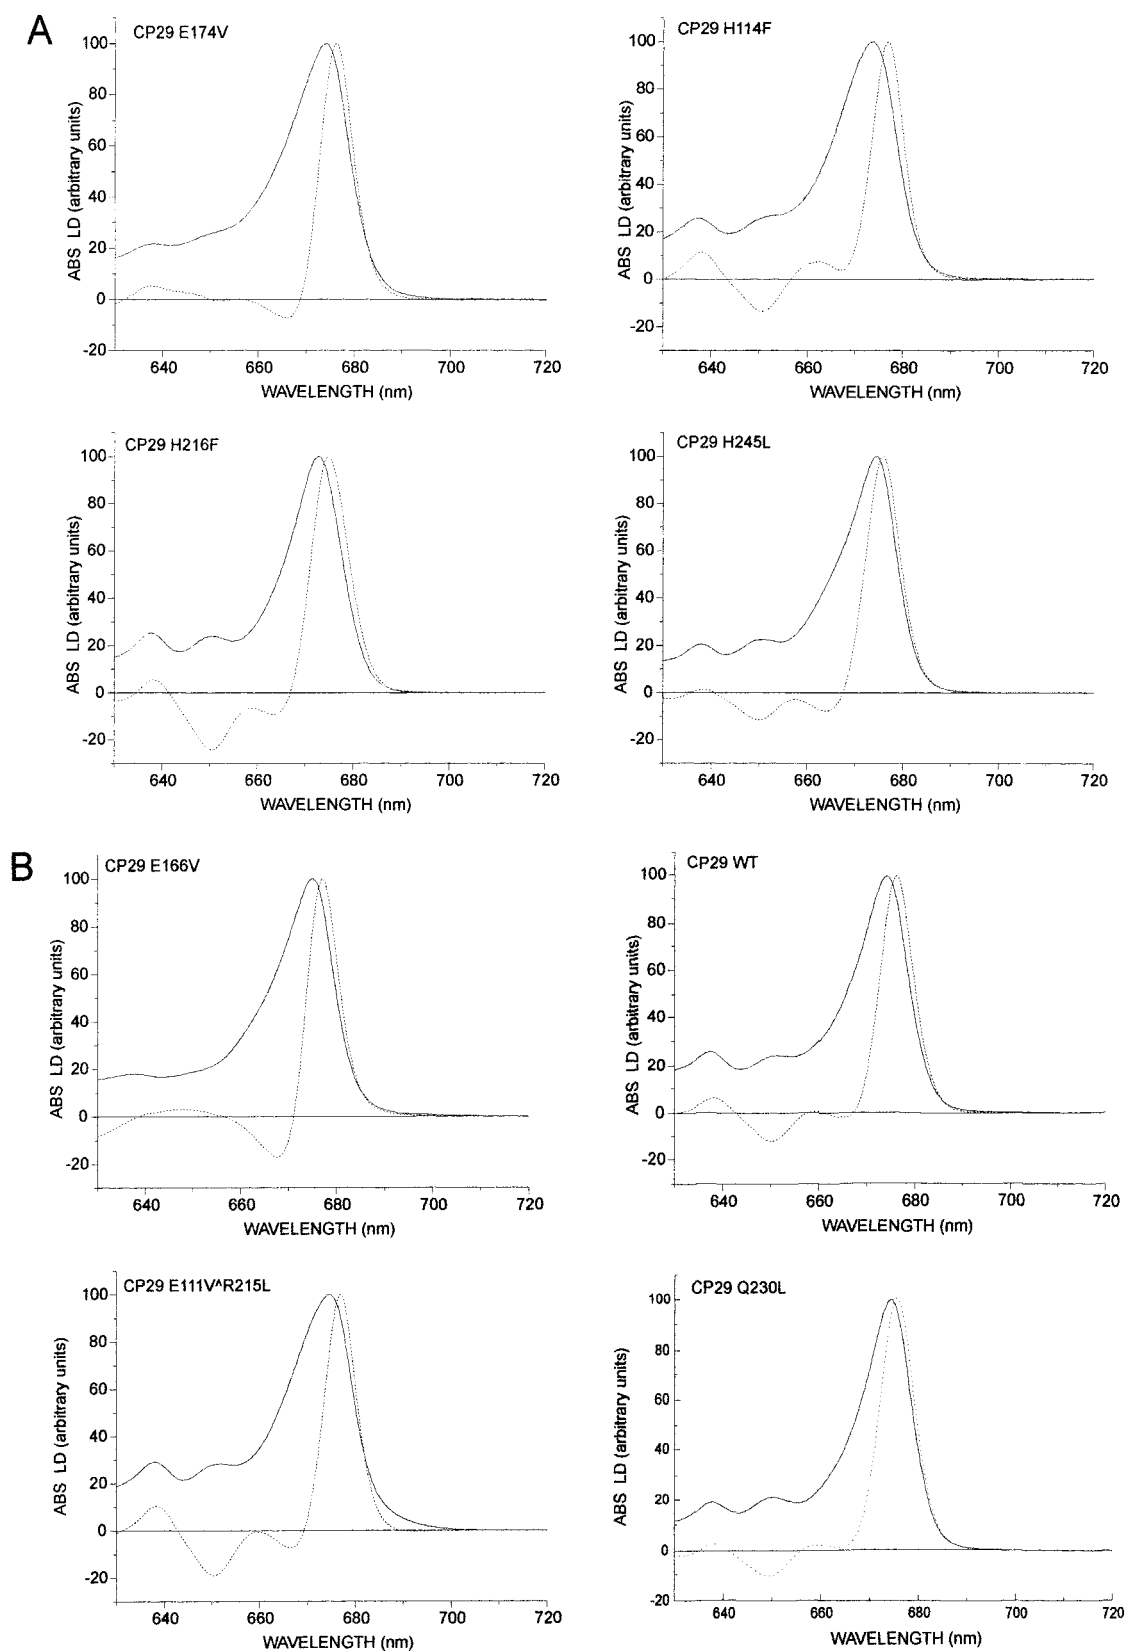 A
CP29 E174V
ABS LD (arbitrary units)
100
80
60
40
20
0
-20
640 660 680 700 720
WAVELENGTH (nm)
CP29 H114F
ABS LD (arbitrary units)
100
80
60
40
20
0
-20
640 660 680 700 720
WAVELENGTH (nm)
CP29 H216F
ABS LD (arbitrary units)
100
80
60
40
20
0
-20
640 660 680 700 720
WAVELENGTH (nm)
CP29 H245L
ABS LD (arbitrary units)
100
80
60
40
20
0
-20
640 660 680 700 720
WAVELENGTH (nm)
B
CP29 E166V
ABS LD (arbitrary units)
100
80
60
40
20
0
-20
640 660 680 700 720
WAVELENGTH (nm)
CP29 WT
ABS LD (arbitrary units)
100
80
60
40
20
0
-20
640 660 680 700 720
WAVELENGTH (nm)
CP29 E111V^R215L
ABS LD (arbitrary units)
100
80
60
40
20
0
-20
640 660 680 700 720
WAVELENGTH (nm)
CP29 Q230L
ABS LD (arbitrary units)
100
80
60
40
20
0
-20
640 660 680 700 720
WAVELENGTH (nm)